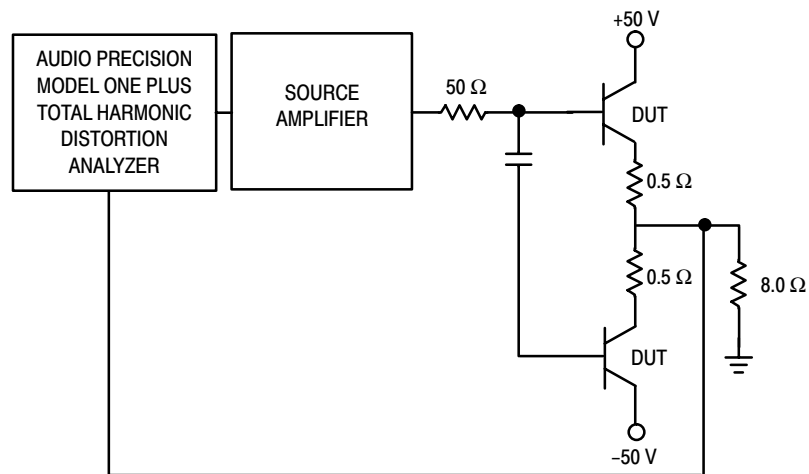 +50 V
AUDIO PRECISION
MODEL ONE PLUS
TOTAL HARMONIC
DISTORTION
ANALYZER
SOURCE
AMPLIFIER
50 Ω
DUT
0.5 Ω
0.5 Ω
8.0 Ω
DUT
–50 V